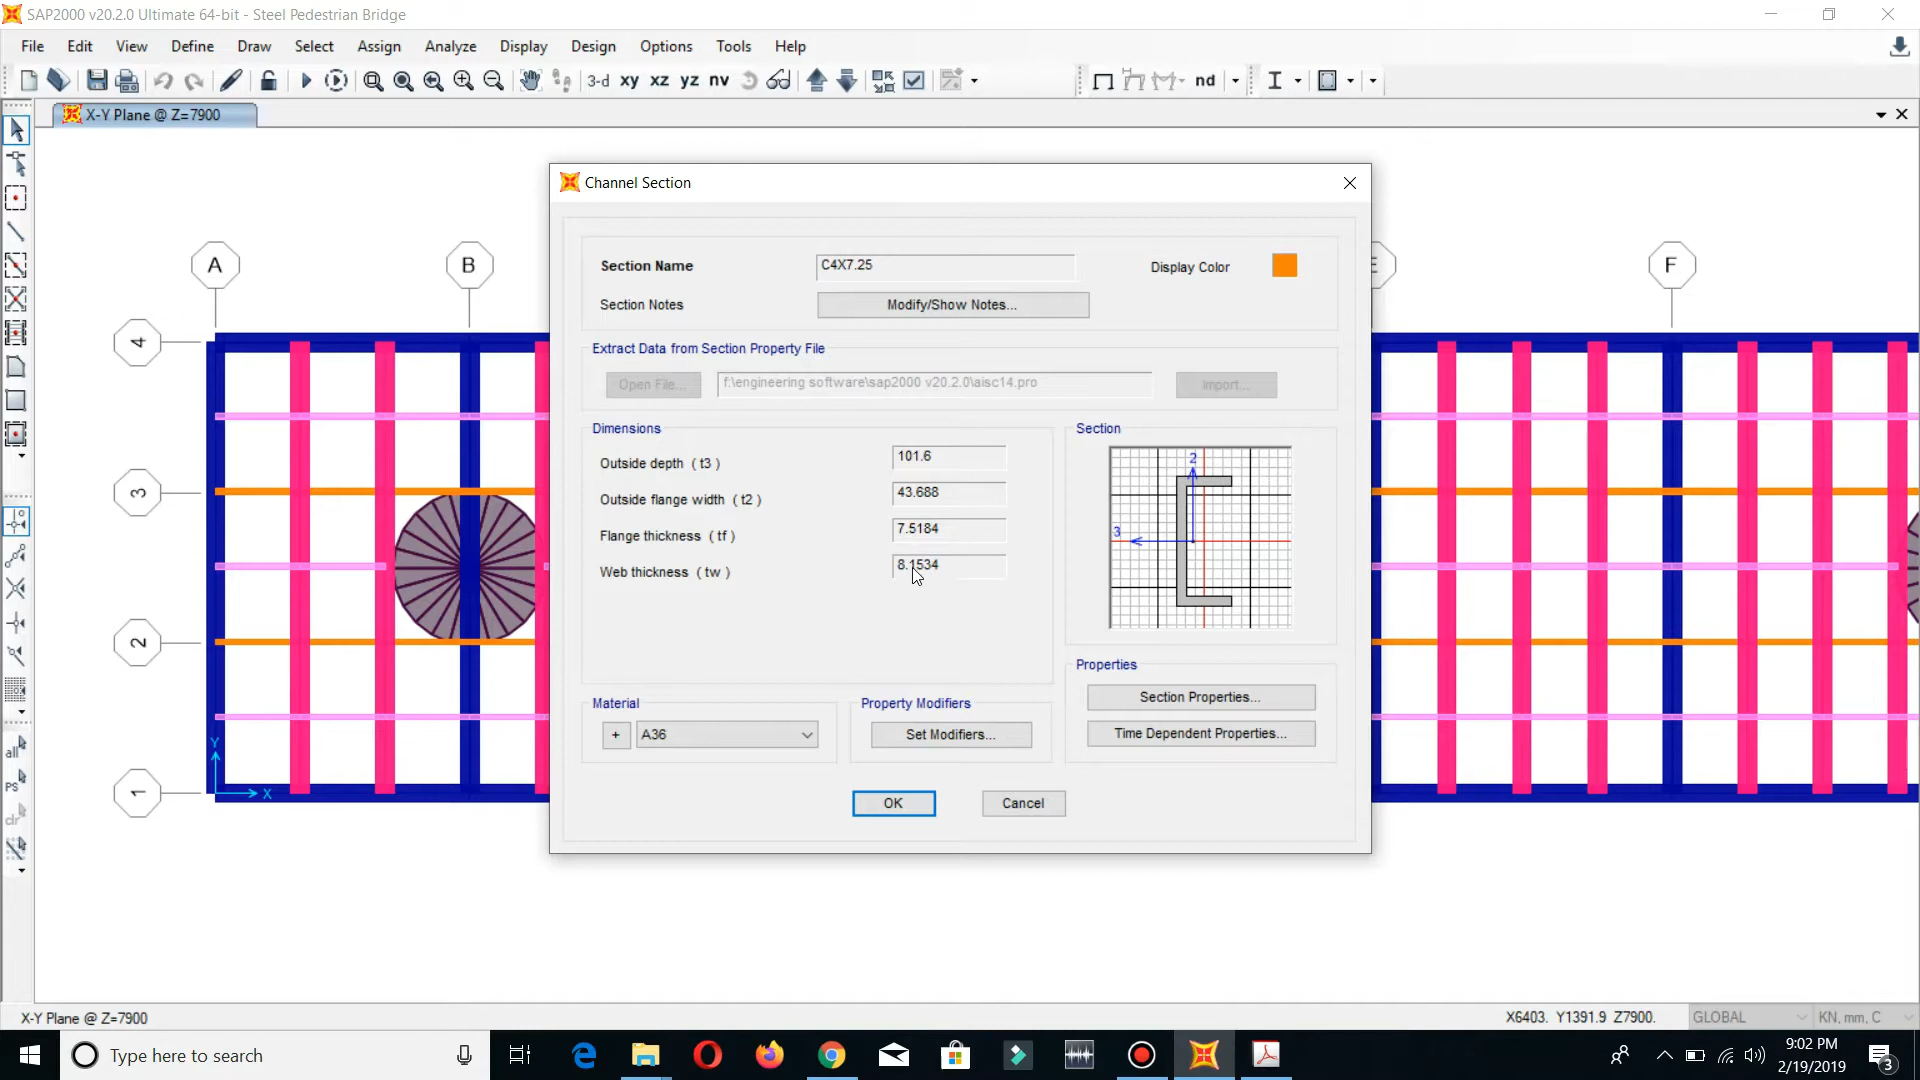 SAP2000 v20.2.0 Ultimate 64-bit - Steel Pedestrian Bridge
File Edit View Define Draw Select Assign Analyze Display Design Options Tools Help
3-d xy xz yz nv nd
X-Y Plane @ Z=7900
Channel Section
Section Name C4X7.25 Display Color
Section Notes Modify/Show Notes...
Extract Data from Section Property File
Open File... f:\engineering software\sap2000 v20.2.0\aisc14.pro Import...
Dimensions
Outside depth ( t3 ) 101.6
Outside flange width ( t2 ) 43.688
Flange thickness ( tf ) 7.5184
Web thickness ( tw ) 8.1534
Section
2
3
Material
+ A36
Property Modifiers
Set Modifiers...
Properties
Section Properties...
Time Dependent Properties...
OK Cancel
A B E F
4
3
2
1
Y
X
all
PS
clr
X-Y Plane @ Z=7900 X6403. Y1391.9 Z7900. GLOBAL KN, mm, C
Type here to search
9:02 PM
2/19/2019
3